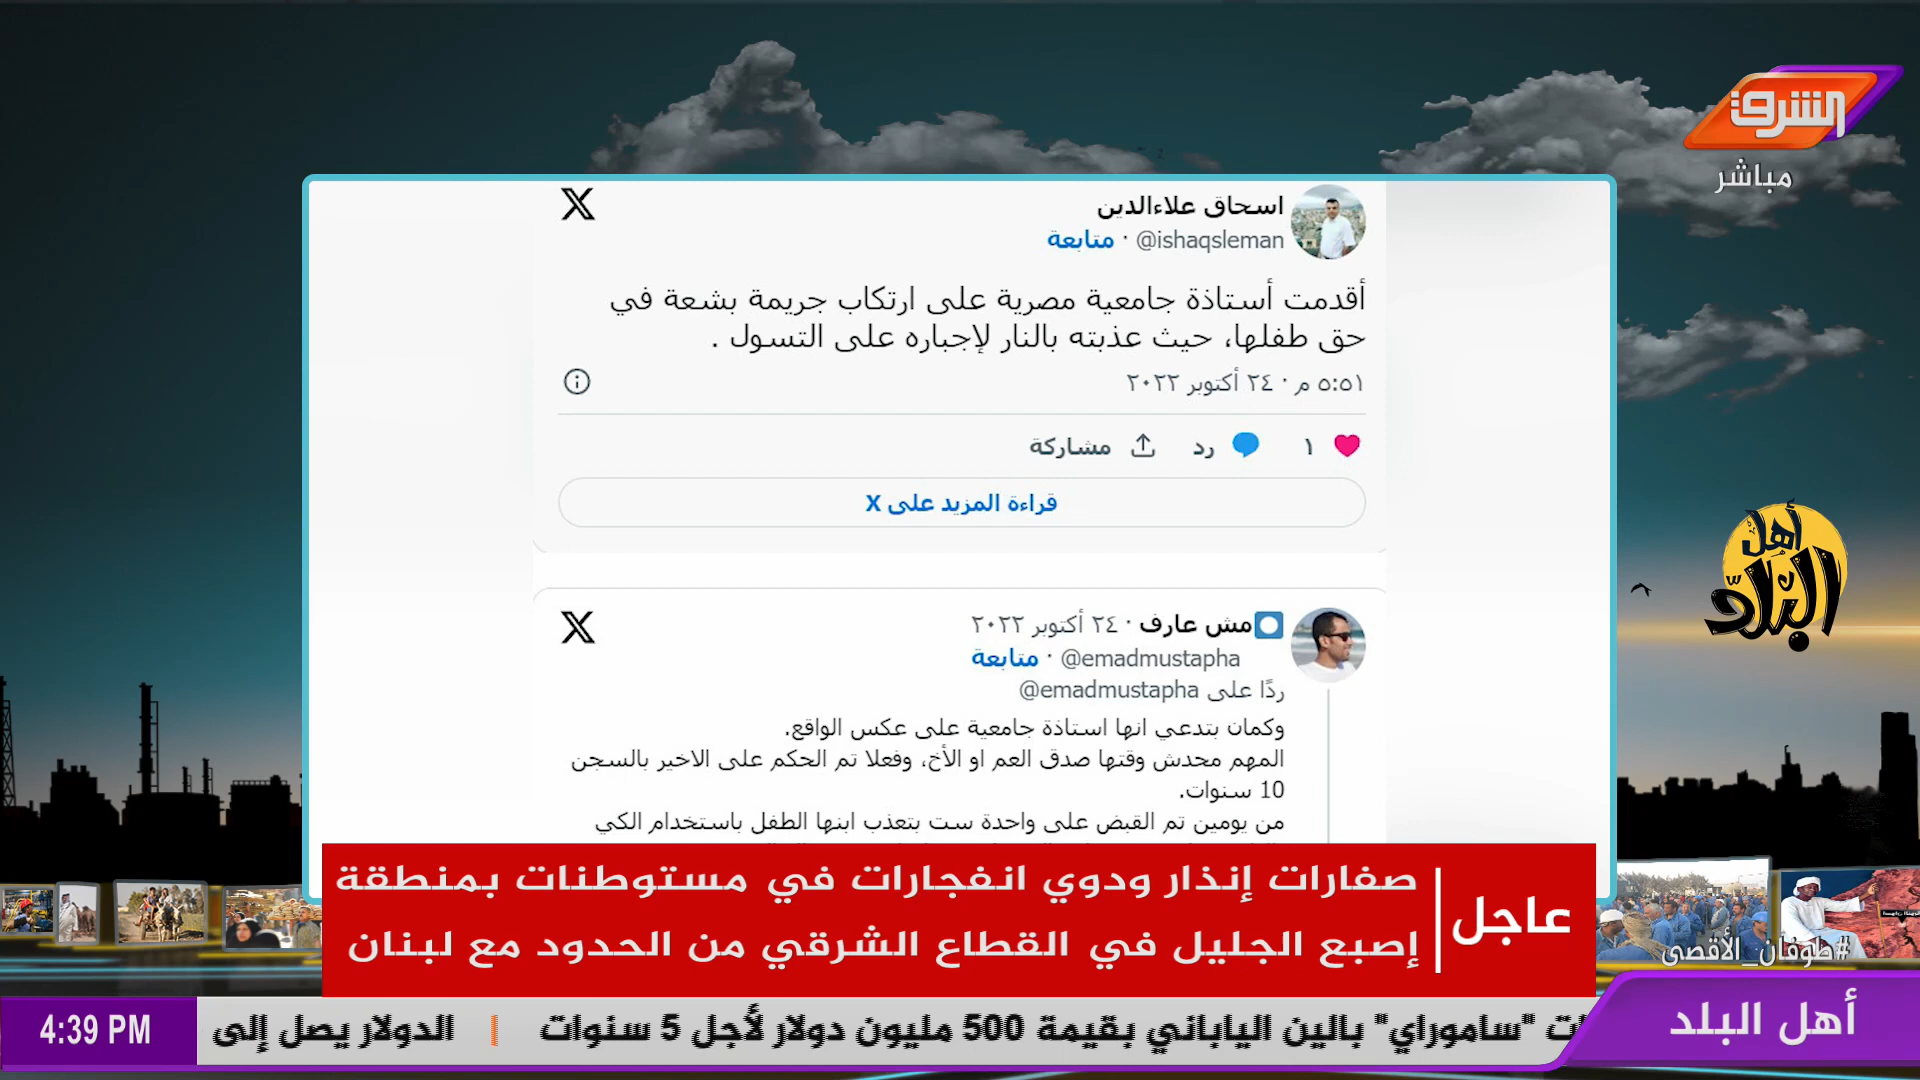 الشرق
مباشر
اسحاق علاءالدين
@ishaqsleman · متابعة
أقدمت أستاذة جامعية مصرية على ارتكاب جريمة بشعة في
حق طفلها، حيث عذبته بالنار لإجباره على التسول .
٥:٥١ م · ٢٤ أكتوبر ٢٠٢٢
١ رد مشاركة
قراءة المزيد على X
مش عارف · ٢٤ أكتوبر ٢٠٢٢
@emadmustapha · متابعة
ردًا على @emadmustapha
وكمان بتدعي انها استاذة جامعية على عكس الواقع.
المهم محدش وقتها صدق العم او الأخ، وفعلا تم الحكم على الاخير بالسجن
10 سنوات.
من يومين تم القبض على واحدة ست بتعذب ابنها الطفل باستخدام الكي
أهل
البلد
عاجل
صفارات إنذار ودوي انفجارات في مستوطنات بمنطقة
إصبع الجليل في القطاع الشرقي من الحدود مع لبنان
#طوفان_الأقصى
أهل البلد
"ساموراي" بالين الياباني بقيمة 500 مليون دولار لأجل 5 سنوات | الدولار يصل إلى
4:39 PM